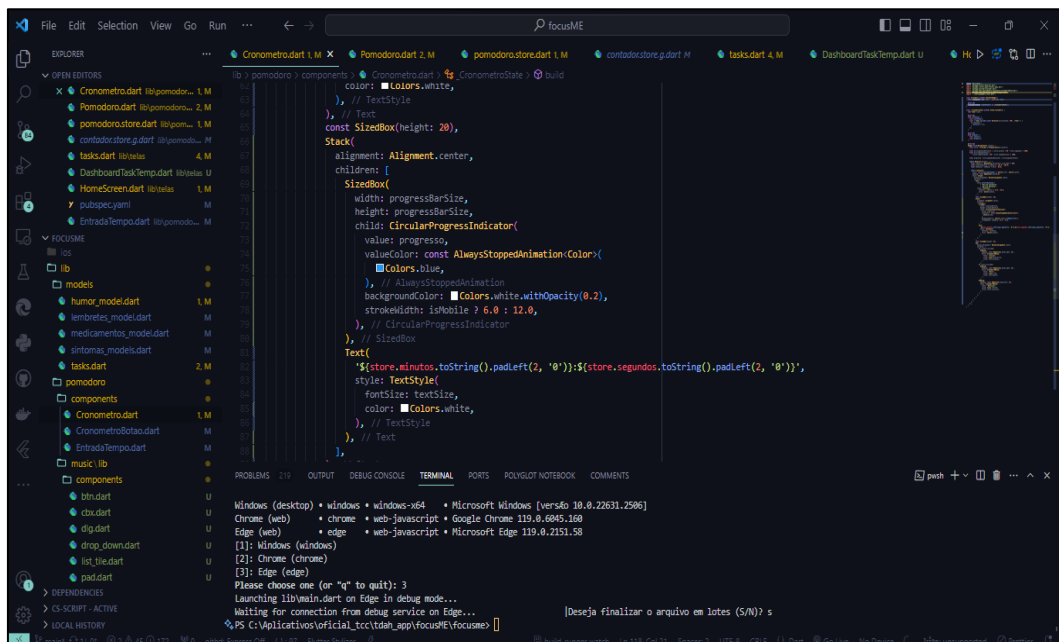 File Edit Selection View Go Run ··· focusME
EXPLORER ···
OPEN EDITORS
Cronometro.dart lib\pomodor... 1, M
Pomodoro.dart lib\pomodoro... 2, M
pomodoro.store.dart lib\pom... 1, M
contador.store.g.dart lib\pomodo... M
tasks.dart lib\telas 4, M
DashboardTaskTemp.dart lib\telas U
HomeScreen.dart lib\telas 1, M
pubspec.yaml M
EntradaTempo.dart lib\pomodo... M
FOCUSME
ios
lib
models
humor_model.dart 1, M
lembretes_model.dart M
medicamentos_model.dart M
sintomas_models.dart M
tasks.dart 2, M
pomodoro
components
Cronometro.dart 1, M
CronometroBotao.dart M
EntradaTempo.dart M
music\lib
components
btn.dart U
cbx.dart U
dlg.dart U
drop_down.dart U
list_tile.dart U
pad.dart U
DEPENDENCIES
CS-SCRIPT - ACTIVE
LOCAL HISTORY
Cronometro.dart 1, M Pomodoro.dart 2, M pomodoro.store.dart 1, M contador.store.g.dart M tasks.dart 4, M DashboardTaskTemp.dart U
lib > pomodoro > components > Cronometro.dart > _CronometroState > build
color: Colors.white,
), // TextStyle
), // Text
const SizedBox(height: 20),
Stack(
alignment: Alignment.center,
children: [
SizedBox(
width: progressBarSize,
height: progressBarSize,
child: CircularProgressIndicator(
value: progresso,
valueColor: const AlwaysStoppedAnimation<Color>(
Colors.blue,
), // AlwaysStoppedAnimation
backgroundColor: Colors.white.withOpacity(0.2),
strokeWidth: isMobile ? 6.0 : 12.0,
), // CircularProgressIndicator
), // SizedBox
Text(
'${store.minutos.toString().padLeft(2, '0')}:${store.segundos.toString().padLeft(2, '0')}',
style: TextStyle(
fontSize: textSize,
color: Colors.white,
), // TextStyle
), // Text
],
PROBLEMS 219 OUTPUT DEBUG CONSOLE TERMINAL PORTS POLYGLOT NOTEBOOK COMMENTS pwsh
Windows (desktop) • windows • windows-x64 • Microsoft Windows [versão 10.0.22631.2506]
Chrome (web) • chrome • web-javascript • Google Chrome 119.0.6045.160
Edge (web) • edge • web-javascript • Microsoft Edge 119.0.2151.58
[1]: Windows (windows)
[2]: Chrome (chrome)
[3]: Edge (edge)
Please choose one (or "q" to quit): 3
Launching lib\main.dart on Edge in debug mode...
Waiting for connection from debug service on Edge... |Deseja finalizar o arquivo em lotes (S/N)? s
PS C:\Aplicativos\oficial_tcc\tdah_app\focusME\focusme>